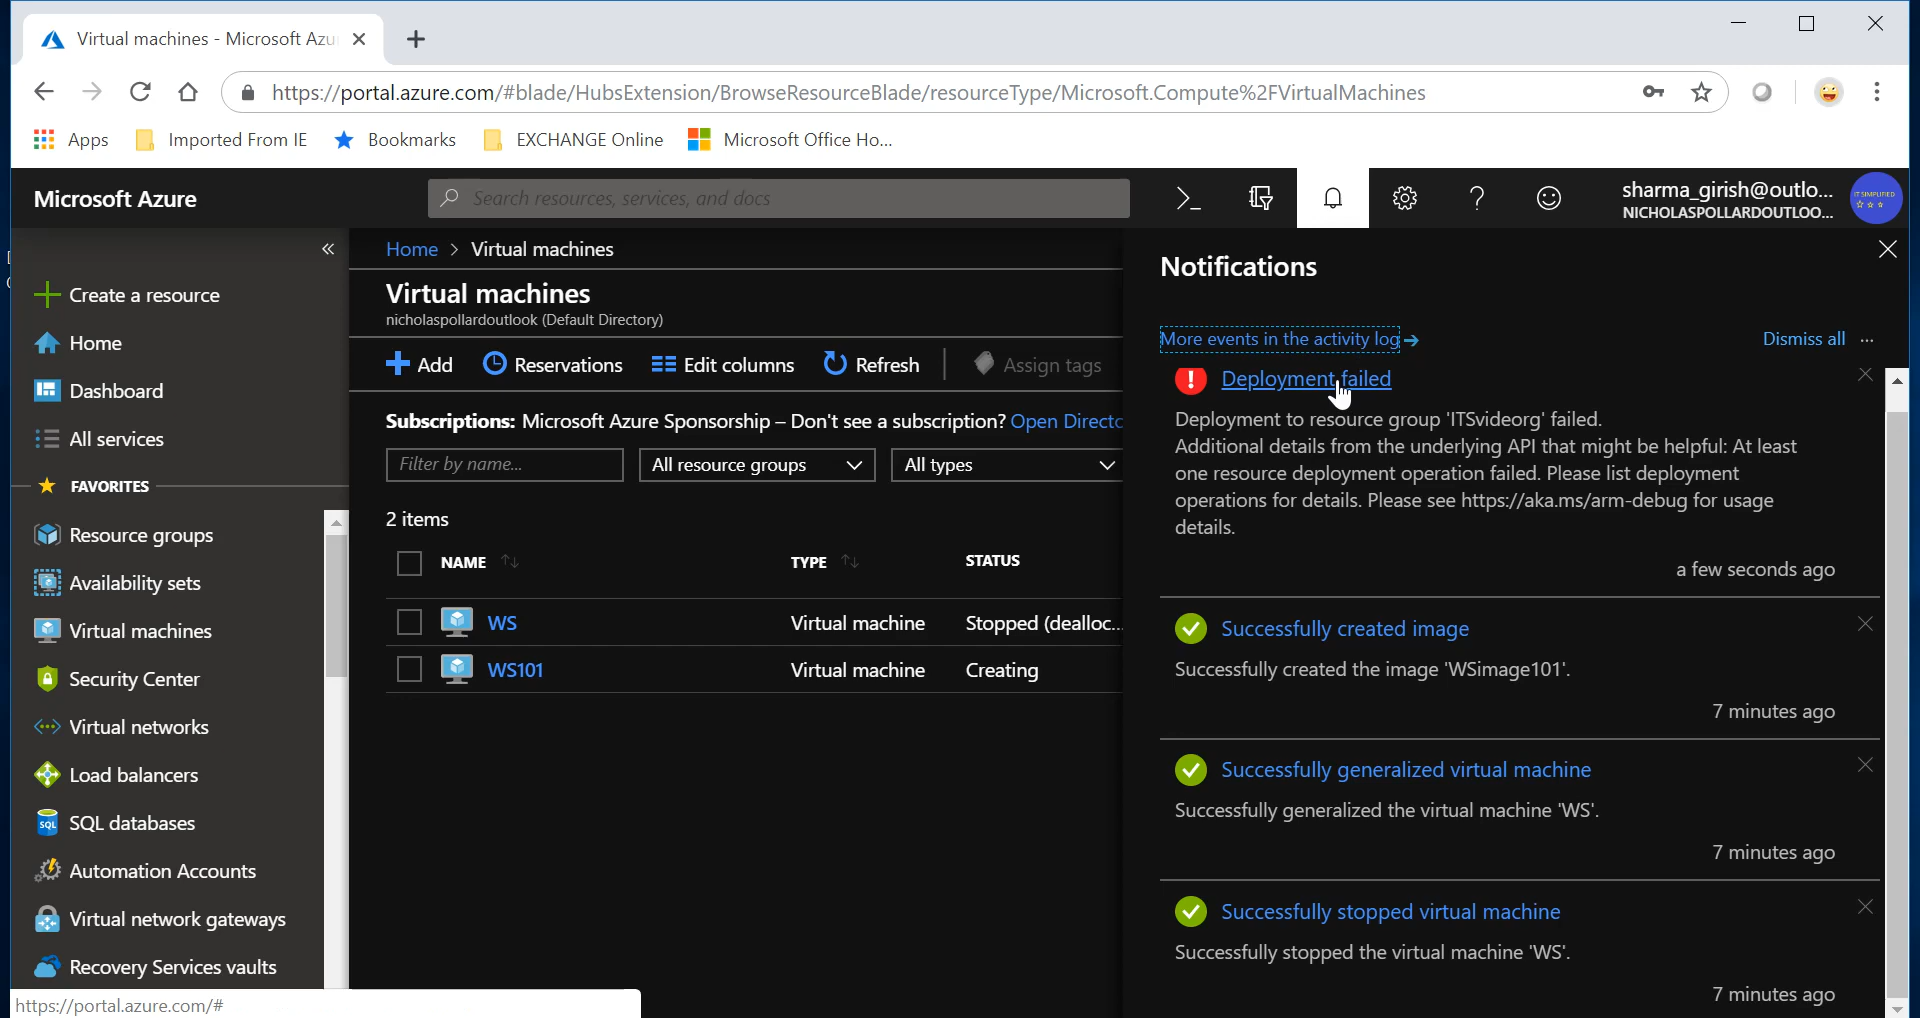 Virtual machines - Microsoft Azu
https://portal.azure.com/#blade/HubsExtension/BrowseResourceBlade/resourceType/Microsoft.Compute%2FVirtualMachines
Apps
Imported From IE
Bookmarks
EXCHANGE Online
Microsoft Office Ho...
Microsoft Azure
Search resources, services, and docs
sharma_girish@outlo...
NICHOLASPOLLARDOUTLOO...
IT SIMPLIFIED
Create a resource
Home
Dashboard
All services
FAVORITES
Resource groups
Availability sets
Virtual machines
Security Center
Virtual networks
Load balancers
SQL
SQL databases
Automation Accounts
Virtual network gateways
Recovery Services vaults
https://portal.azure.com/#
Home > Virtual machines
Virtual machines
nicholaspollardoutlook (Default Directory)
Add
Reservations
Edit columns
Refresh
Assign tags
Subscriptions: Microsoft Azure Sponsorship – Don't see a subscription? Open Directo
Filter by name...
All resource groups
All types
2 items
NAME
TYPE
STATUS
WS
Virtual machine
Stopped (dealloc...
WS101
Virtual machine
Creating
Notifications
More events in the activity log
Dismiss all
...
Deployment failed
Deployment to resource group 'ITSvideorg' failed.
Additional details from the underlying API that might be helpful: At least
one resource deployment operation failed. Please list deployment
operations for details. Please see https://aka.ms/arm-debug for usage
details.
a few seconds ago
Successfully created image
Successfully created the image 'WSimage101'.
7 minutes ago
Successfully generalized virtual machine
Successfully generalized the virtual machine 'WS'.
7 minutes ago
Successfully stopped virtual machine
Successfully stopped the virtual machine 'WS'.
7 minutes ago